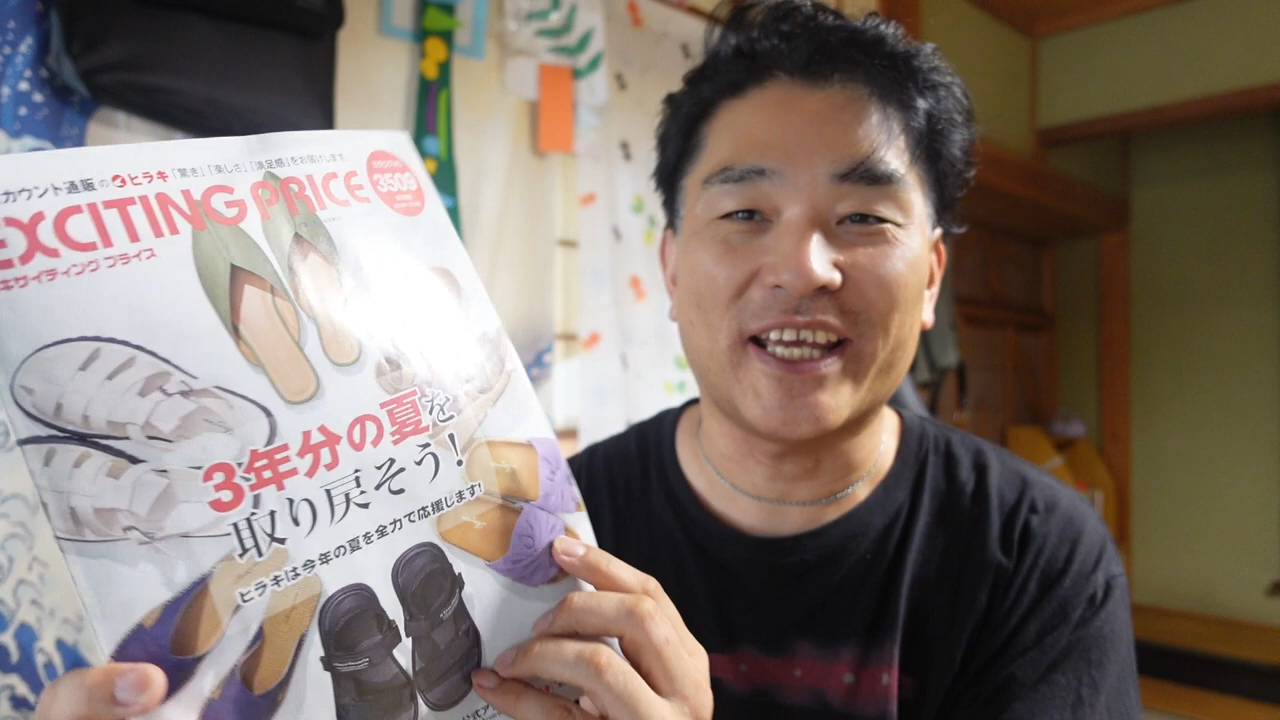 カウント通販のヒラキ「驚き」「楽しさ」「満足感」をお届けします。
EXCITING PRICE
3509
キサイティング プライス
3年分の夏を
取り戻そう!
ヒラキは今年の夏を全力で応援します!